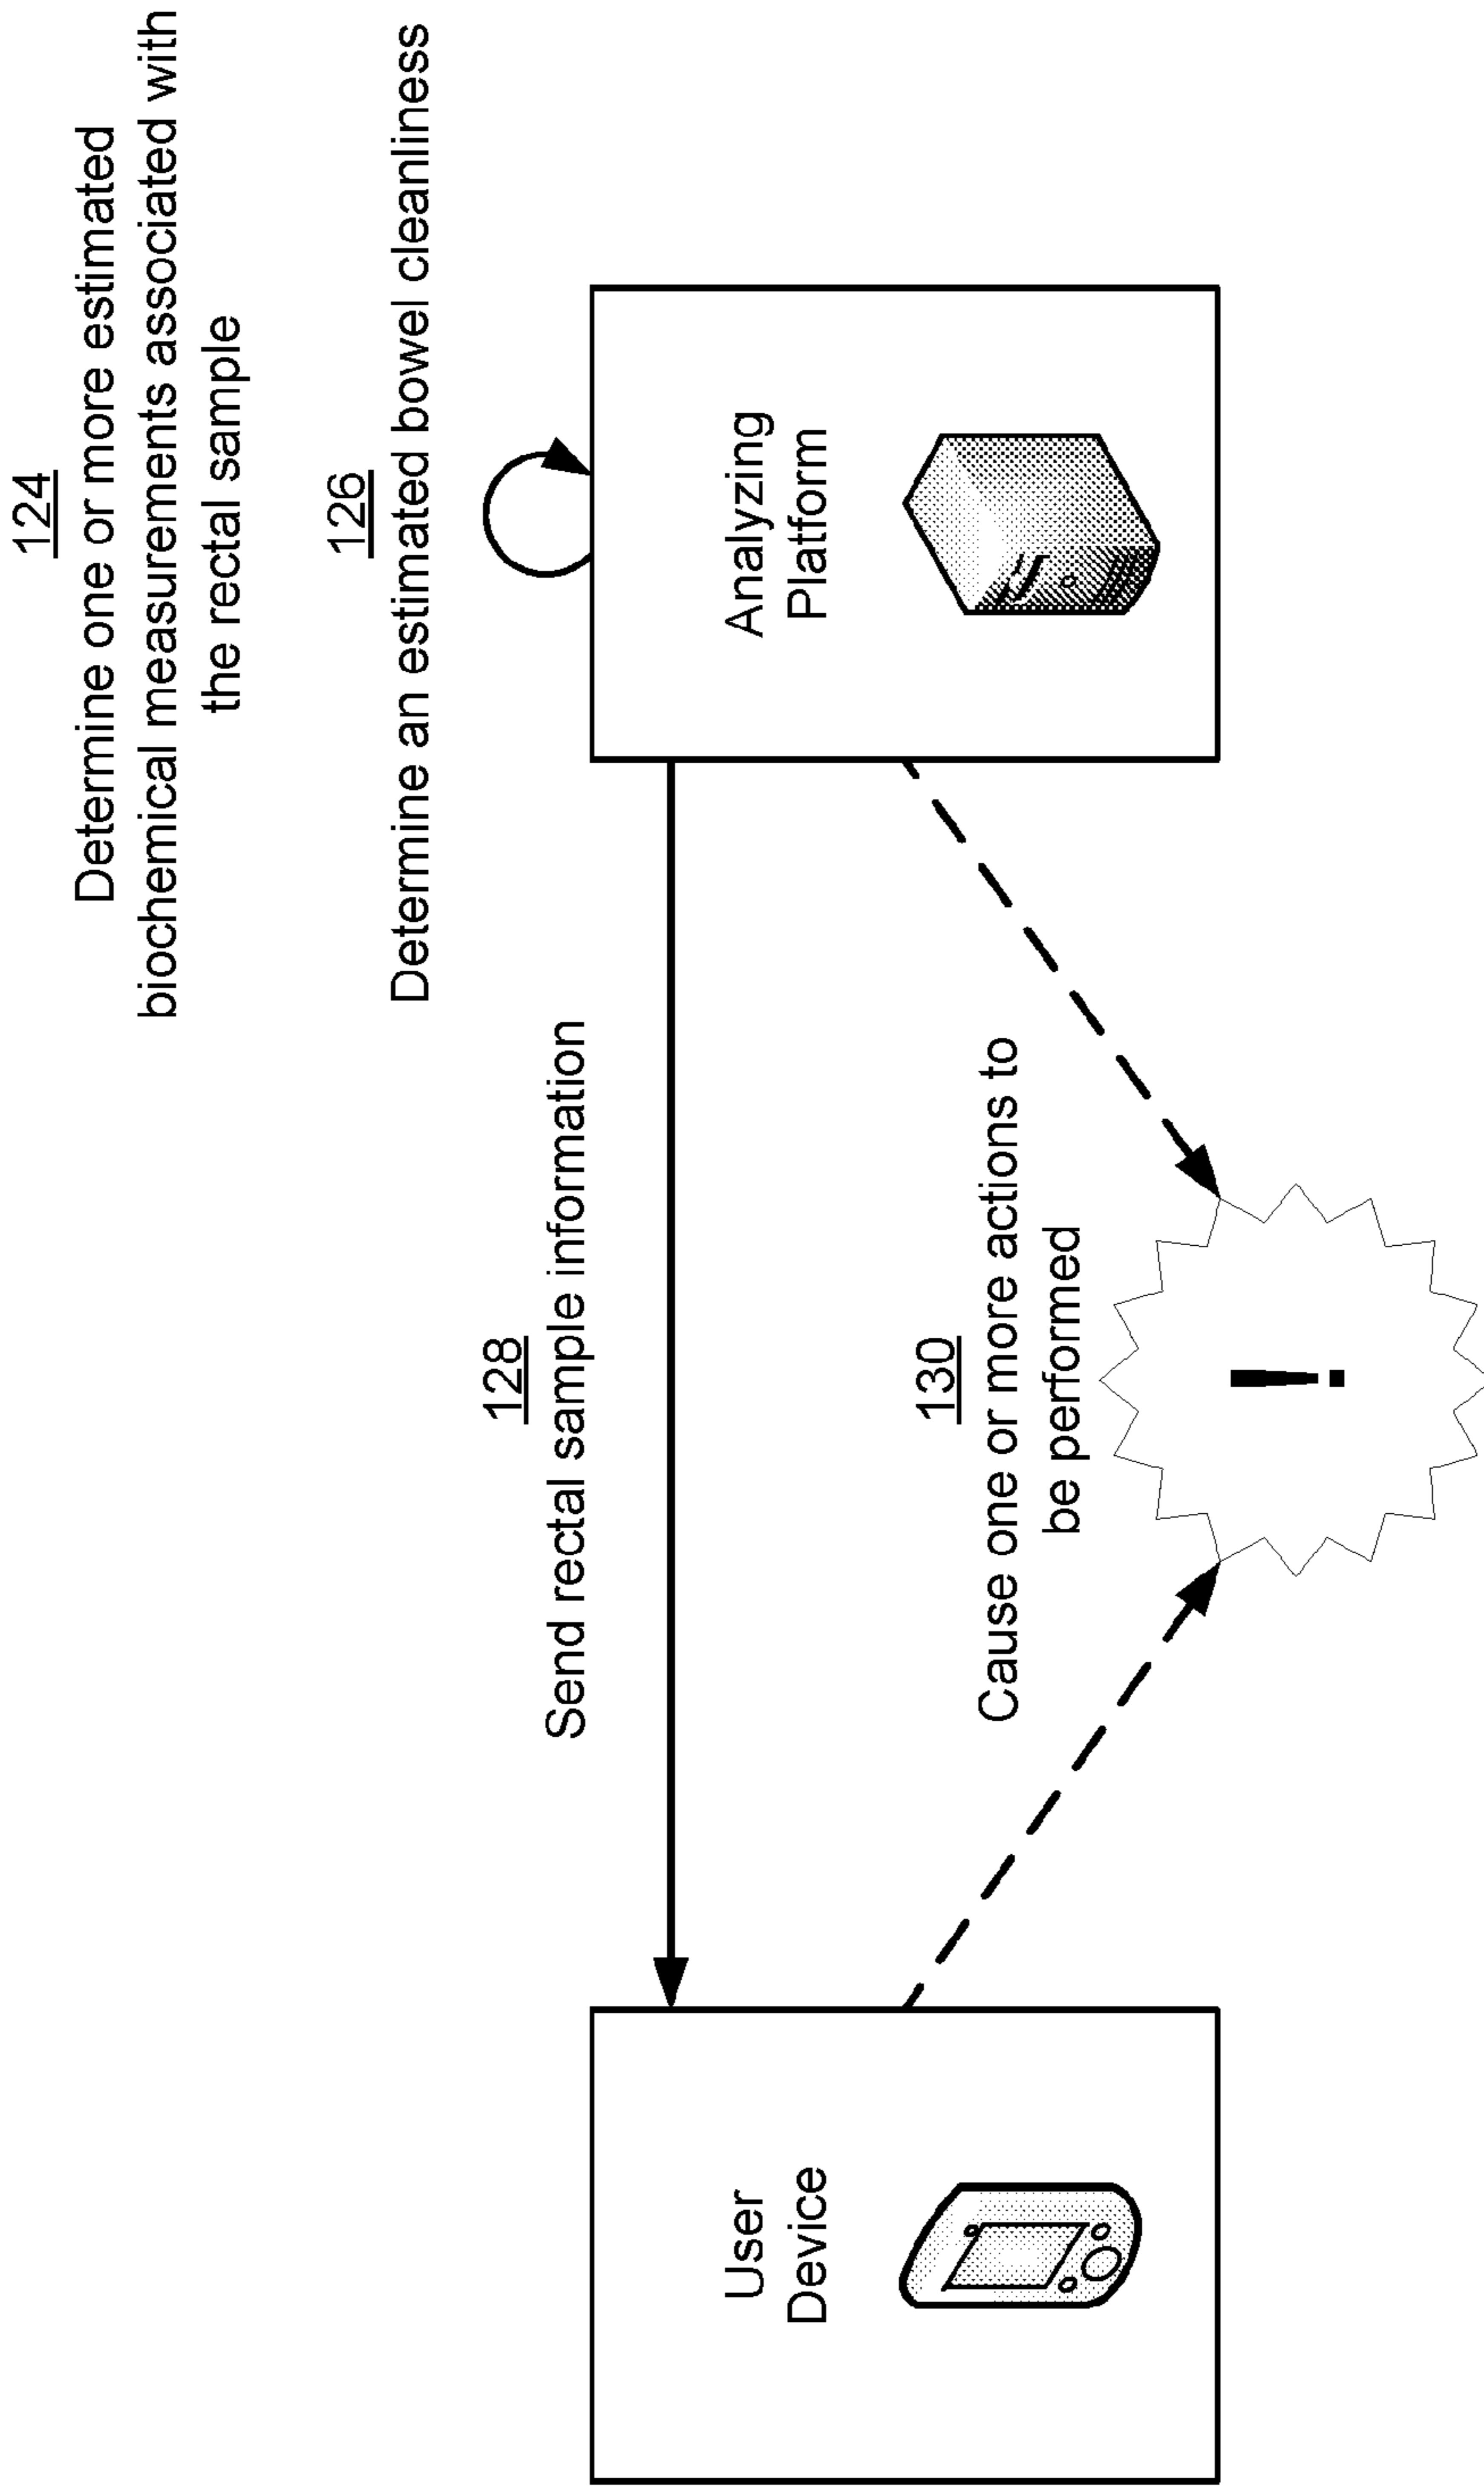 124
Determine one or more estimated
biochemical measurements associated with
the rectal sample
126
Determine an estimated bowel cleanliness
128
Send rectal sample information
User
Device
Analyzing
Platform
130
Cause one or more actions to
be performed
!